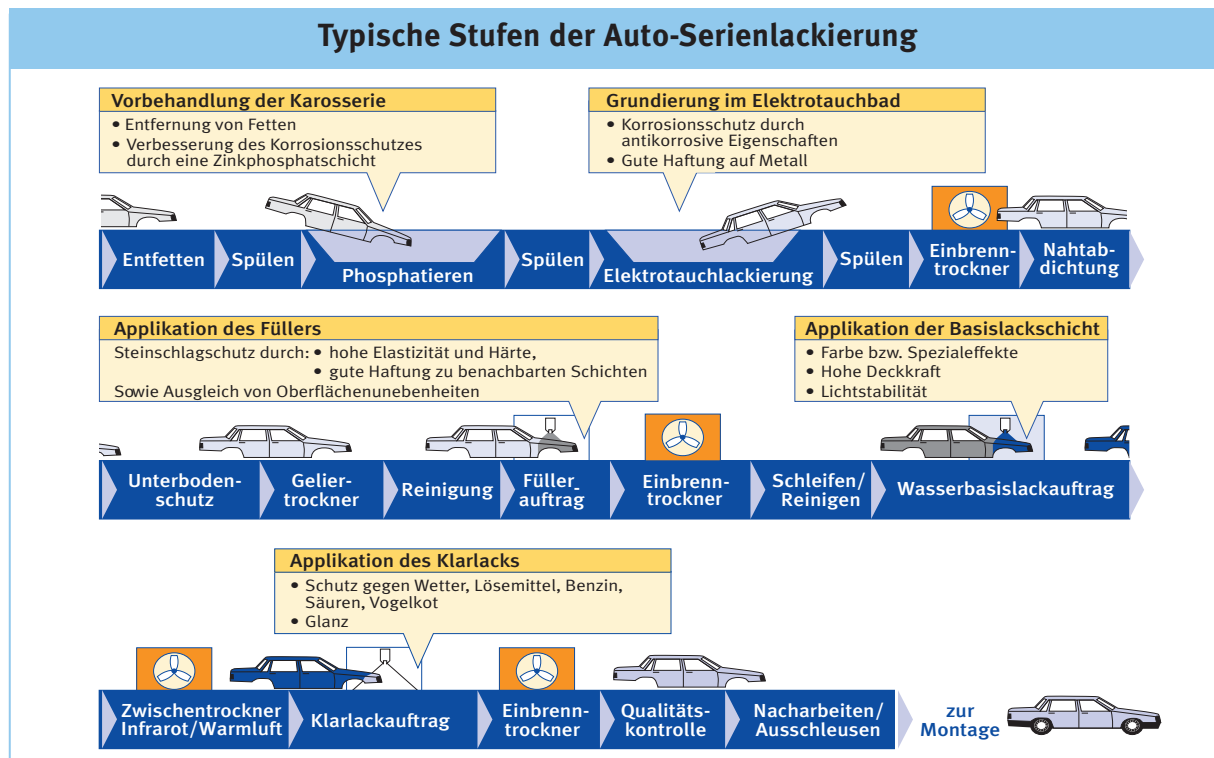 Typische Stufen der Auto-Serienlackierung
Vorbehandlung der Karosserie
• Entfernung von Fetten
• Verbesserung des Korrosionsschutzes
durch eine Zinkphosphatschicht
Grundierung im Elektrotauchbad
• Korrosionsschutz durch
antikorrosive Eigenschaften
• Gute Haftung auf Metall
Entfetten
Spülen
Phosphatieren
Spülen
Elektrotauchlackierung
Spülen
Einbrenn-
trockner
Nahtab-
dichtung
Applikation des Füllers
Steinschlagschutz durch: • hohe Elastizität und Härte,
• gute Haftung zu benachbarten Schichten
Sowie Ausgleich von Oberflächenunebenheiten
Applikation der Basislackschicht
• Farbe bzw. Spezialeffekte
• Hohe Deckkraft
• Lichtstabilität
Unterboden-
schutz
Gelier-
trockner
Reinigung
Füller-
auftrag
Einbrenn-
trockner
Schleifen/
Reinigen
Wasserbasislackauftrag
Applikation des Klarlacks
• Schutz gegen Wetter, Lösemittel, Benzin,
Säuren, Vogelkot
• Glanz
Zwischentrockner
Infrarot/Warmluft
Klarlackauftrag
Einbrenn-
trockner
Qualitäts-
kontrolle
Nacharbeiten/
Ausschleusen
zur
Montage